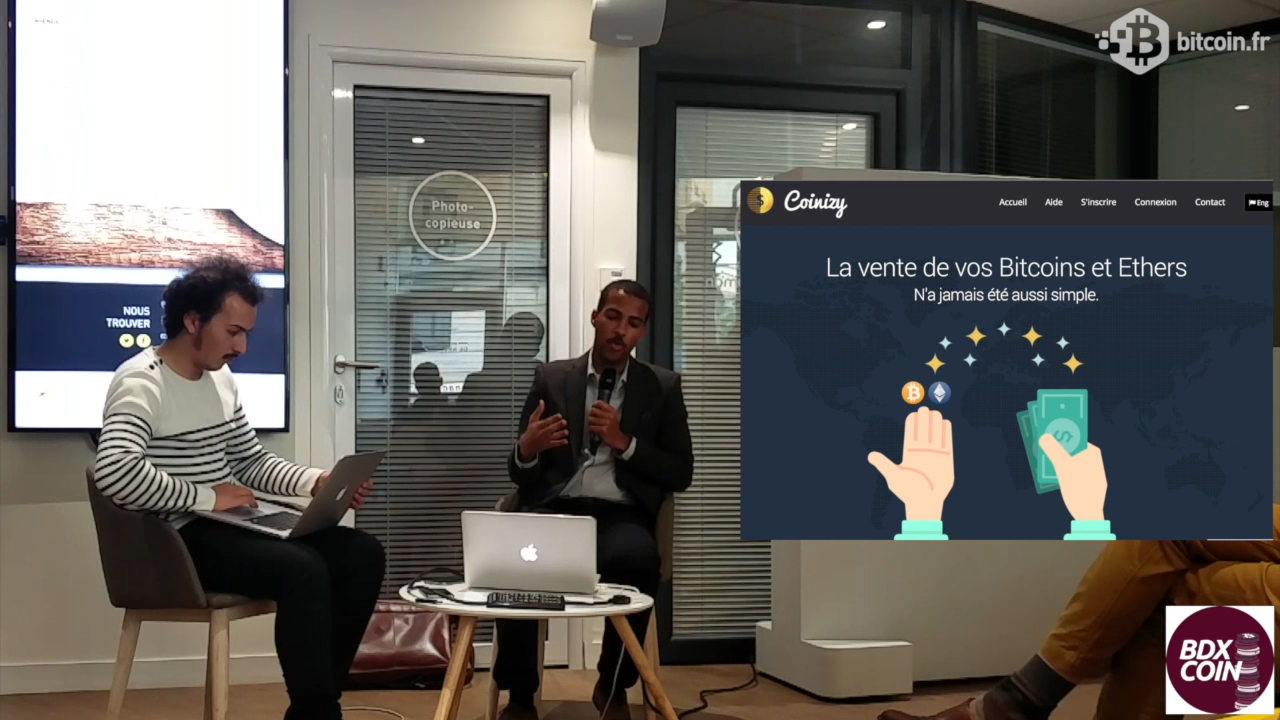 bitcoin.fr
Photo-
copieuse
Coinizy
Accueil Aide S'inscrire Connexion Contact Eng
La vente de vos Bitcoins et Ethers
N'a jamais été aussi simple.
NOUS
TROUVER
BDX
COIN